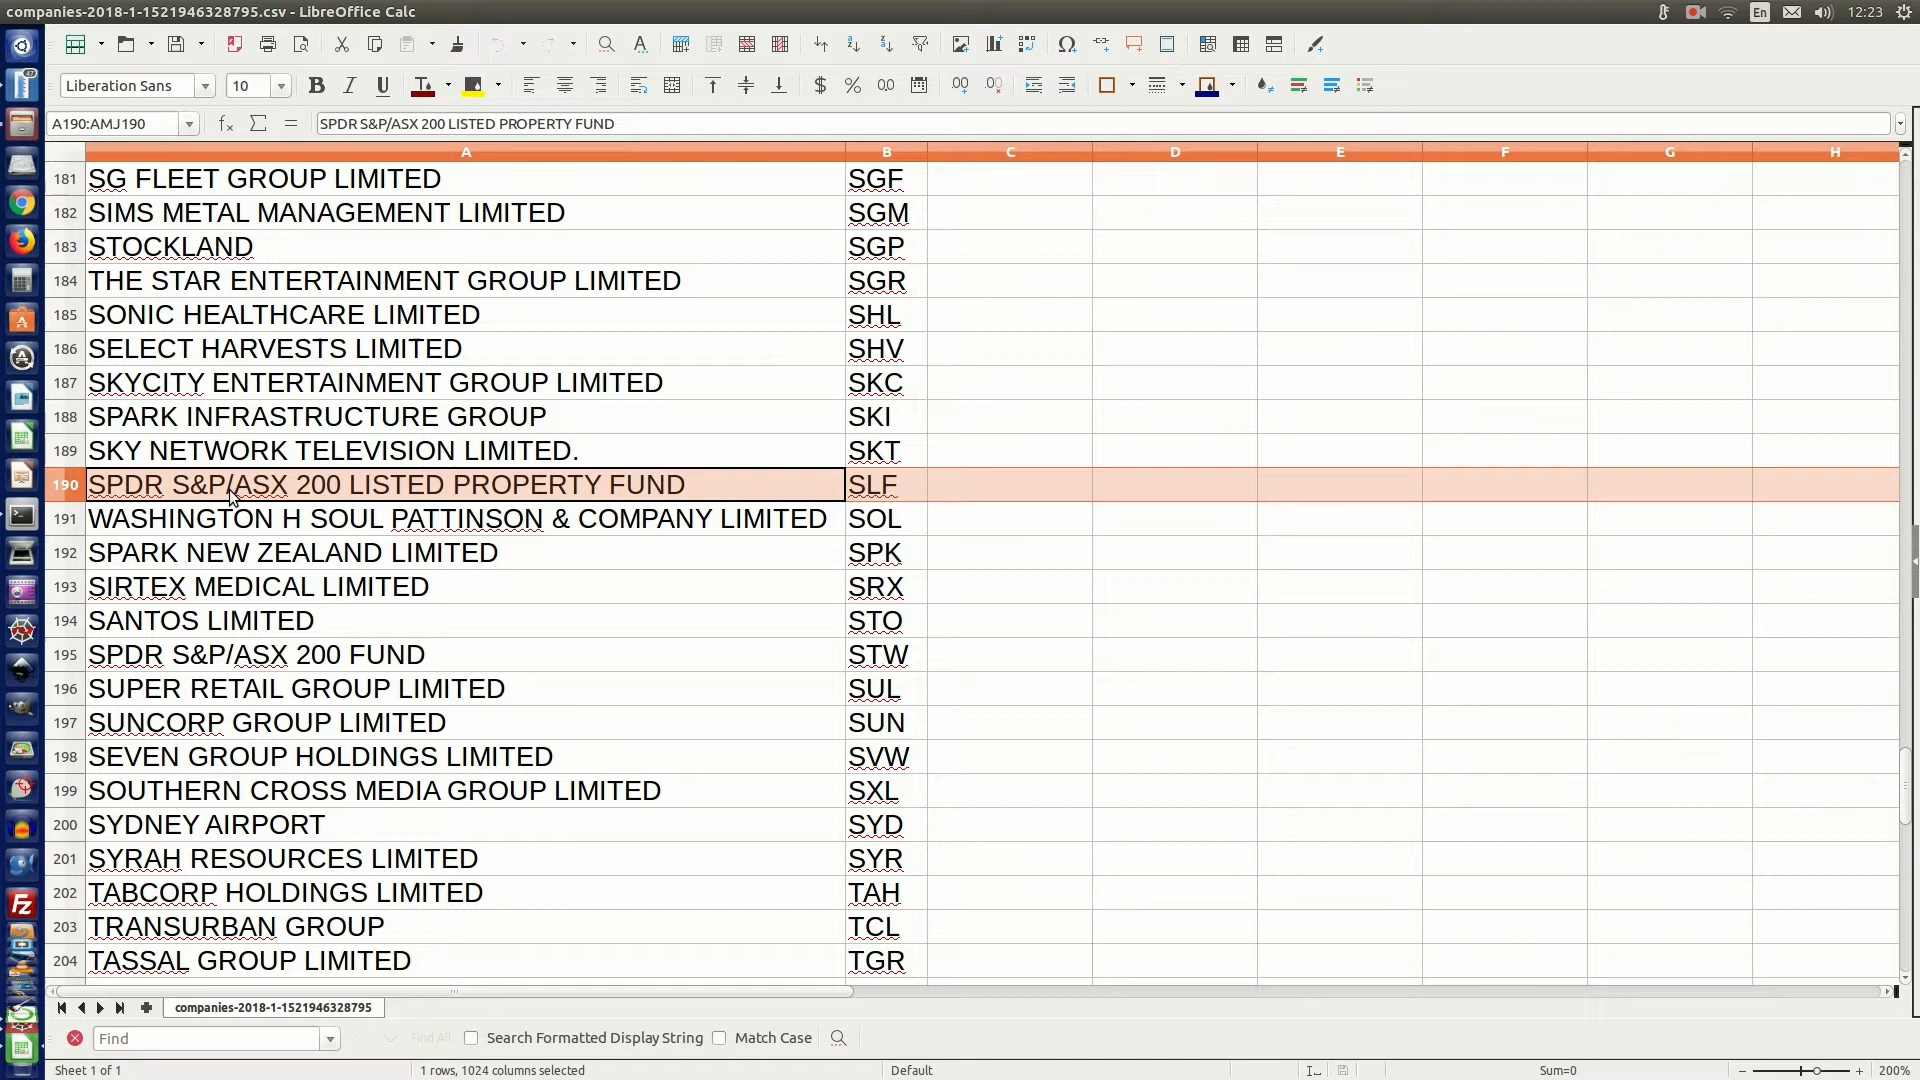 companies-2018-1-1521946328795.csv - LibreOffice Calc
En 12:23
Liberation Sans 10
A190:AMJ190 SPDR S&P/ASX 200 LISTED PROPERTY FUND
A B C D E F G H
181 SG FLEET GROUP LIMITED SGF
182 SIMS METAL MANAGEMENT LIMITED SGM
183 STOCKLAND SGP
184 THE STAR ENTERTAINMENT GROUP LIMITED SGR
185 SONIC HEALTHCARE LIMITED SHL
186 SELECT HARVESTS LIMITED SHV
187 SKYCITY ENTERTAINMENT GROUP LIMITED SKC
188 SPARK INFRASTRUCTURE GROUP SKI
189 SKY NETWORK TELEVISION LIMITED. SKT
190 SPDR S&P/ASX 200 LISTED PROPERTY FUND SLF
191 WASHINGTON H SOUL PATTINSON & COMPANY LIMITED SOL
192 SPARK NEW ZEALAND LIMITED SPK
193 SIRTEX MEDICAL LIMITED SRX
194 SANTOS LIMITED STO
195 SPDR S&P/ASX 200 FUND STW
196 SUPER RETAIL GROUP LIMITED SUL
197 SUNCORP GROUP LIMITED SUN
198 SEVEN GROUP HOLDINGS LIMITED SVW
199 SOUTHERN CROSS MEDIA GROUP LIMITED SXL
200 SYDNEY AIRPORT SYD
201 SYRAH RESOURCES LIMITED SYR
202 TABCORP HOLDINGS LIMITED TAH
203 TRANSURBAN GROUP TCL
204 TASSAL GROUP LIMITED TGR
companies-2018-1-1521946328795
Find Find All Search Formatted Display String Match Case
Sheet 1 of 1 1 rows, 1024 columns selected Default Sum=0 200%